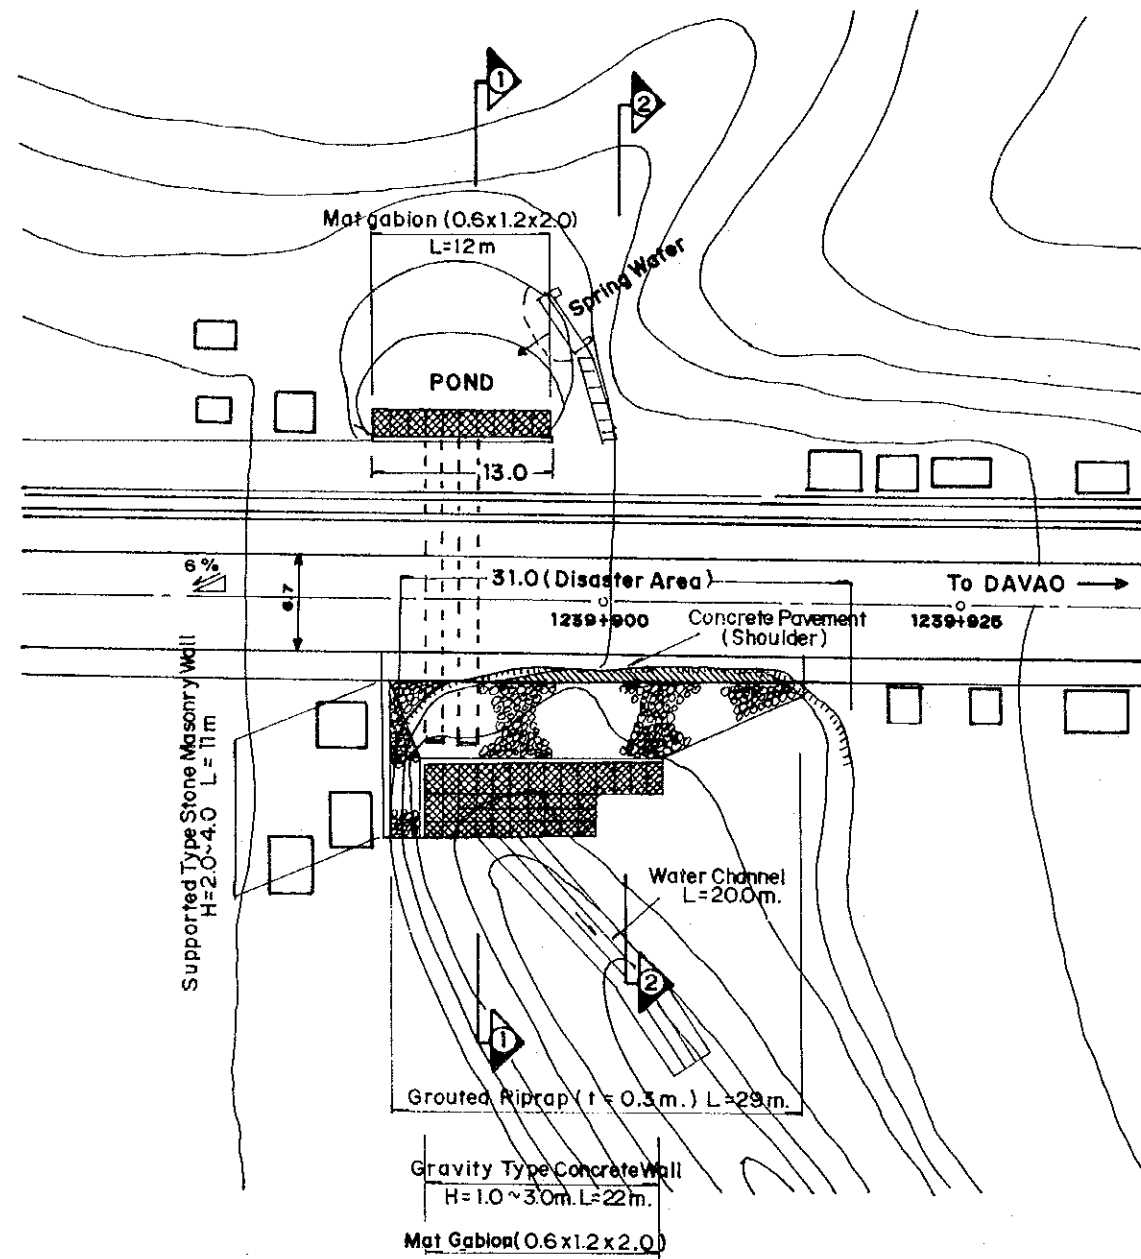 1
2
Mat gabion (0.6x1.2x2.0)
L=12m
Spring Water
POND
13.0
6%
6.7
31.0 (Disaster Area)
To DAVAO
1239+900
Concrete Pavement
(Shoulder)
1239+925
Supported Type Stone Masonry Wall
H=2.0~4.0 L=11m
Water Channel
L=20.0m.
2
1
Grouted Riprap (t = 0.3m.) L=29m.
Gravity Type Concrete Wall
H=1.0~3.0m. L=22m.
Mat Gabion(0.6x1.2x2.0)